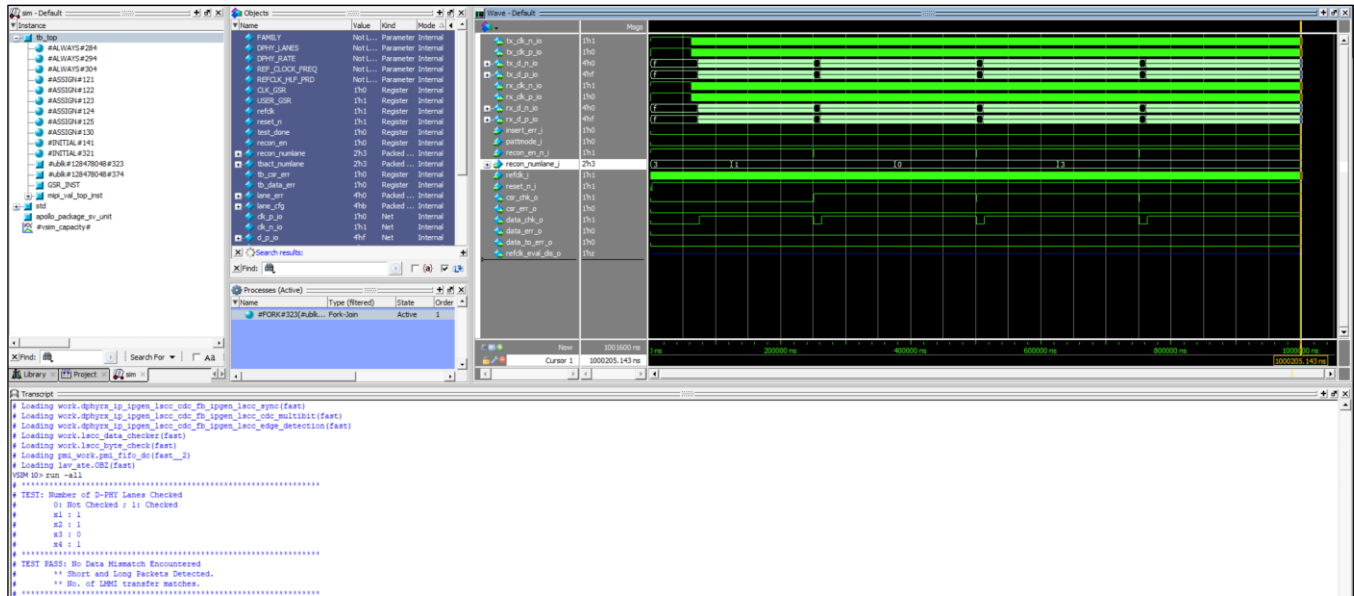 sim - Default
Instance
tb_top
#ALWAYS#284
#ALWAYS#294
#ALWAYS#304
#ASSIGN#121
#ASSIGN#122
#ASSIGN#123
#ASSIGN#124
#ASSIGN#125
#ASSIGN#130
#INITIAL#141
#INITIAL#321
#ublk#128478048#323
#ublk#128478048#374
GSR_INST
mipi_val_top_inst
std
apollo_package_sv_unit
#vsim_capacity#
Find:
Search For
Library
Project
sim
Objects
Name Value Kind Mode
FAMILY Not L... Parameter Internal
DPHY_LANES Not L... Parameter Internal
DPHY_RATE Not L... Parameter Internal
REF_CLOCK_FREQ Not L... Parameter Internal
REFCLK_HLF_PRD Not L... Parameter Internal
CLK_GSR 1'h0 Register Internal
USER_GSR 1'h1 Register Internal
refclk 1'h1 Register Internal
reset_n 1'h1 Register Internal
test_done 1'h0 Register Internal
recon_en 1'h0 Register Internal
recon_numlane 2'h3 Packed ... Internal
tbact_numlane 2'h3 Packed ... Internal
tb_csr_err 1'h0 Register Internal
tb_data_err 1'h0 Register Internal
lane_err 4'h0 Packed ... Internal
lane_cfg 4'hb Packed ... Internal
clk_p_io 1'h0 Net Internal
clk_n_io 1'h1 Net Internal
d_p_io 4'hf Net Internal
Search results:
Find: (a)
Processes (Active)
Name Type (filtered) State Order
#FORK#323(#ublk... Fork-Join Active 1
Wave - Default
Msgs
tx_clk_n_io 1'h1
tx_clk_p_io 1'h0
tx_d_n_io 4'h0 f
tx_d_p_io 4'hf f
rx_clk_n_io 1'h1
rx_clk_p_io 1'h0
rx_d_n_io 4'h0 f
rx_d_p_io 4'hf f
insert_err_i 1'h0
pattmode_i 1'h0
recon_en_n_i 1'h1
recon_numlane_i 2'h3 3 1 0 3
refclk_i 1'h1
reset_n_i 1'h1
csr_chk_o 1'h1
csr_err_o 1'h0
data_chk_o 1'h1
data_err_o 1'h0
data_to_err_o 1'h0
refclk_eval_dis_o 1'hz
Now 1001600 ns
200000 ns 400000 ns 600000 ns 800000 ns
Cursor 1 1000205.143 ns 1000205.143 ns
Transcript
# Loading work.dphyrx_ip_ipgen_lscc_cdc_fb_ipgen_lscc_sync(fast)
# Loading work.dphyrx_ip_ipgen_lscc_cdc_fb_ipgen_lscc_cdc_multibit(fast)
# Loading work.dphyrx_ip_ipgen_lscc_cdc_fb_ipgen_lscc_edge_detection(fast)
# Loading work.lscc_data_checker(fast)
# Loading work.lscc_byte_check(fast)
# Loading pmi_work.pmi_fifo_dc(fast__2)
# Loading lav_ate.OBZ(fast)
VSIM 10> run -all
# TEST: Number of D-PHY Lanes Checked
# 0: Not Checked ; 1: Checked
# x1 : 1
# x2 : 1
# x3 : 0
# x4 : 1
# TEST PASS: No Data Mismatch Encountered
# ** Short and Long Packets Detected.
# ** No. of LMMI transfer matches.